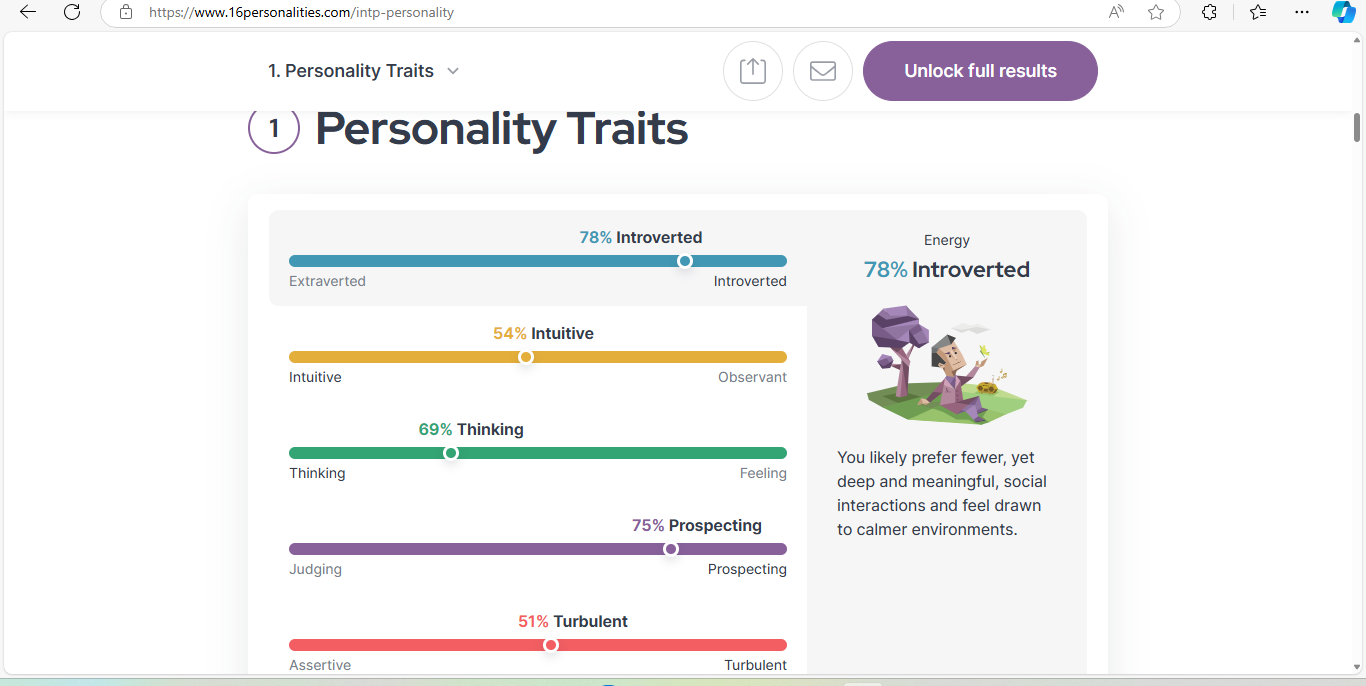 https://www.16personalities.com/intp-personality
1. Personality Traits
Unlock full results
1 Personality Traits
78% Introverted
Extraverted Introverted
54% Intuitive
Intuitive Observant
69% Thinking
Thinking Feeling
75% Prospecting
Judging Prospecting
51% Turbulent
Assertive Turbulent
Energy
78% Introverted
You likely prefer fewer, yet
deep and meaningful, social
interactions and feel drawn
to calmer environments.